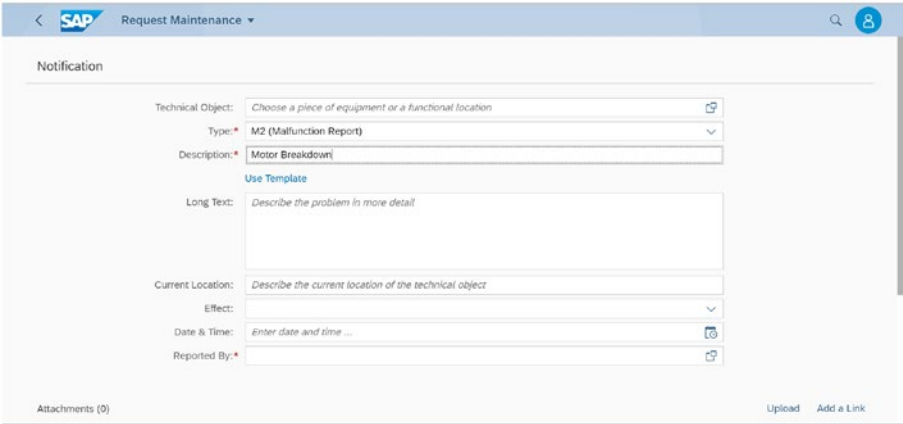 SAP Request Maintenance
Notification
Technical Object: Choose a piece of equipment or a functional location
Type:* M2 (Malfunction Report)
Description:* Motor Breakdown
Use Template
Long Text: Describe the problem in more detail
Current Location: Describe the current location of the technical object
Effect:
Date & Time: Enter date and time ...
Reported By:*
Attachments (0) Upload Add a Link